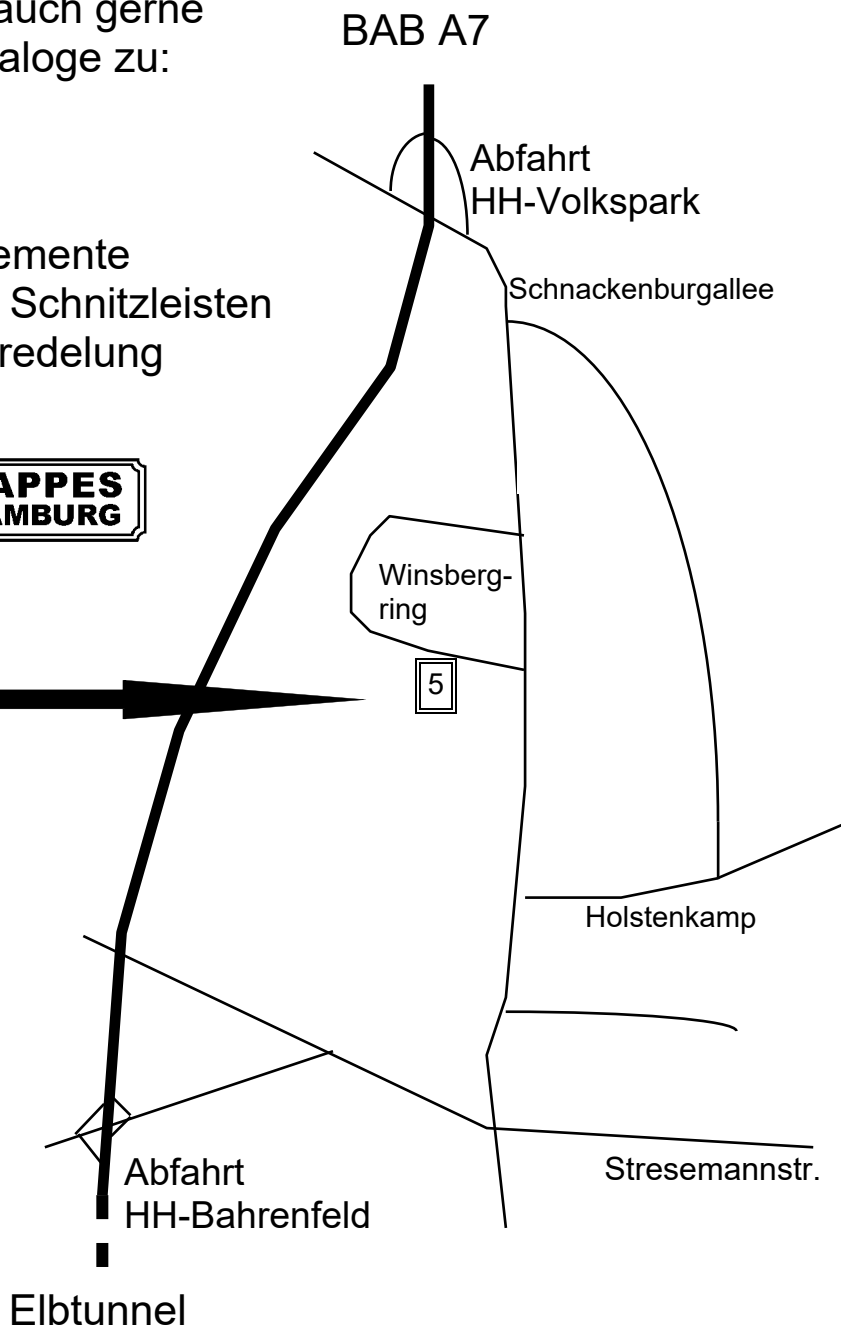 auch gerne
aloge zu:
BAB A7
Abfahrt
HH-Volkspark
emente
Schnitzleisten
redelung
Schnackenburgallee
APPES
AMBURG
Winsberg-
ring
5
Holstenkamp
Stresemannstr.
Abfahrt
HH-Bahrenfeld
Elbtunnel